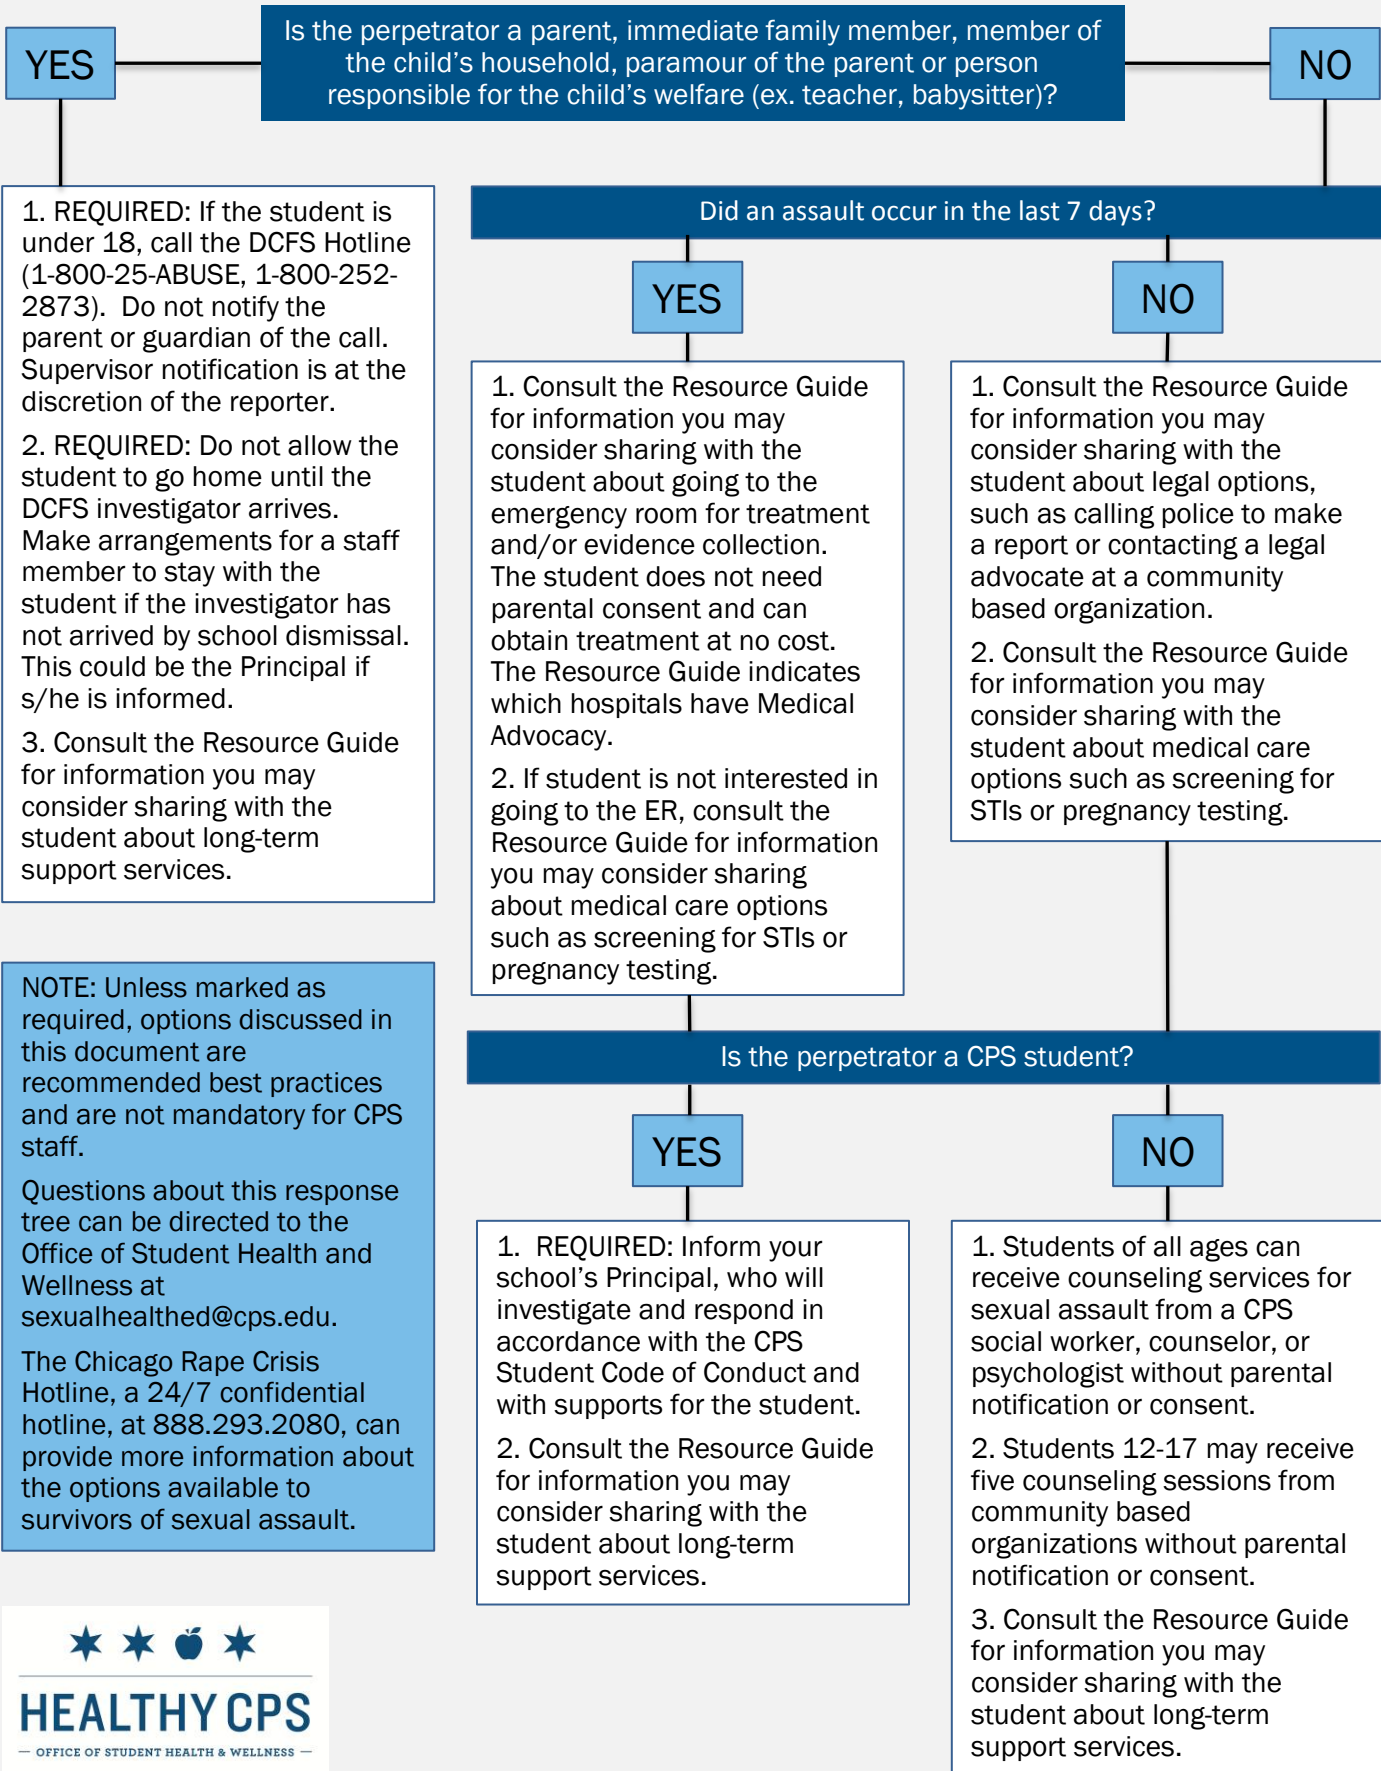 Is the perpetrator a parent, immediate family member, member of
the child's household, paramour of the parent or person
responsible for the child's welfare (ex. teacher, babysitter)?
YES
NO
1. REQUIRED: If the student is
under 18, call the DCFS Hotline
(1-800-25-ABUSE, 1-800-252-
2873). Do not notify the
parent or guardian of the call.
Supervisor notification is at the
discretion of the reporter.
2. REQUIRED: Do not allow the
student to go home until the
DCFS investigator arrives.
Make arrangements for a staff
member to stay with the
student if the investigator has
not arrived by school dismissal.
This could be the Principal if
s/he is informed.
3. Consult the Resource Guide
for information you may
consider sharing with the
student about long-term
support services.
Did an assault occur in the last 7 days?
YES
NO
1. Consult the Resource Guide
for information you may
consider sharing with the
student about going to the
emergency room for treatment
and/or evidence collection.
The student does not need
parental consent and can
obtain treatment at no cost.
The Resource Guide indicates
which hospitals have Medical
Advocacy.
2. If student is not interested in
going to the ER, consult the
Resource Guide for information
you may consider sharing
about medical care options
such as screening for STIs or
pregnancy testing.
1. Consult the Resource Guide
for information you may
consider sharing with the
student about legal options,
such as calling police to make
a report or contacting a legal
advocate at a community
based organization.
2. Consult the Resource Guide
for information you may
consider sharing with the
student about medical care
options such as screening for
STIs or pregnancy testing.
Is the perpetrator a CPS student?
YES
NO
1. REQUIRED: Inform your
school's Principal, who will
investigate and respond in
accordance with the CPS
Student Code of Conduct and
with supports for the student.
2. Consult the Resource Guide
for information you may
consider sharing with the
student about long-term
support services.
1. Students of all ages can
receive counseling services for
sexual assault from a CPS
social worker, counselor, or
psychologist without parental
notification or consent.
2. Students 12-17 may receive
five counseling sessions from
community based
organizations without parental
notification or consent.
3. Consult the Resource Guide
for information you may
consider sharing with the
student about long-term
support services.
NOTE: Unless marked as
required, options discussed in
this document are
recommended best practices
and are not mandatory for CPS
staff.
Questions about this response
tree can be directed to the
Office of Student Health and
Wellness at
sexualhealthed@cps.edu.
The Chicago Rape Crisis
Hotline, a 24/7 confidential
hotline, at 888.293.2080, can
provide more information about
the options available to
survivors of sexual assault.
HEALTHY CPS
— OFFICE OF STUDENT HEALTH & WELLNESS —